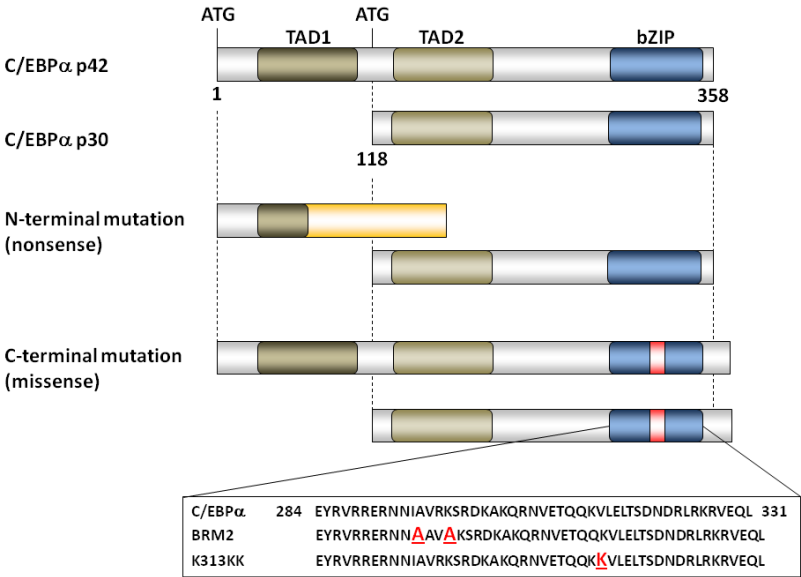 ATG ATG
TAD1 TAD2 bZIP
C/EBPα p42
1 358
C/EBPα p30
118
N-terminal mutation
(nonsense)
C-terminal mutation
(missense)
C/EBPα 284 EYRVRRERNNIAVRKSRDKAKQRNVETQQKVLELTSDNDRLRKRVEQL 331
BRM2 EYRVRRERNNAAVAKSRDKAKQRNVETQQKVLELTSDNDRLRKRVEQL
K313KK EYRVRRERNNIAVRKSRDKAKQRNVETQQKKVLELTSDNDRLRKRVEQL